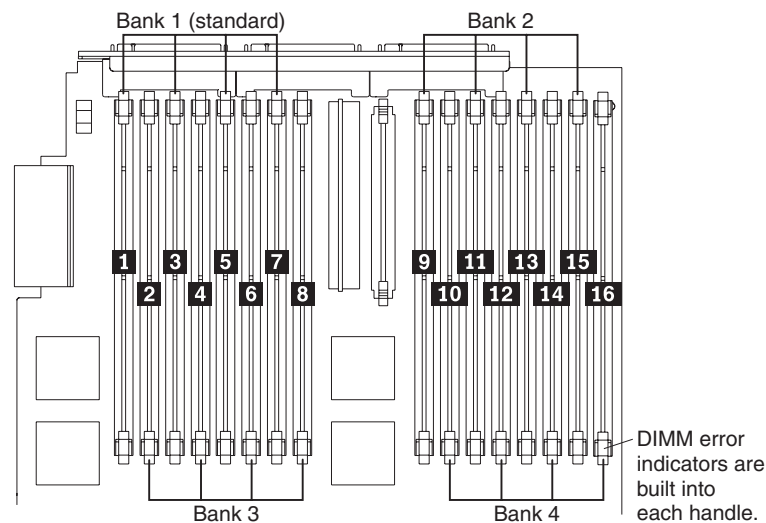 Bank 1 (standard)
Bank 2
1
3
5
7
9
11
13
15
2
4
6
8
10
12
14
16
DIMM error
indicators are
built into
each handle.
Bank 3
Bank 4